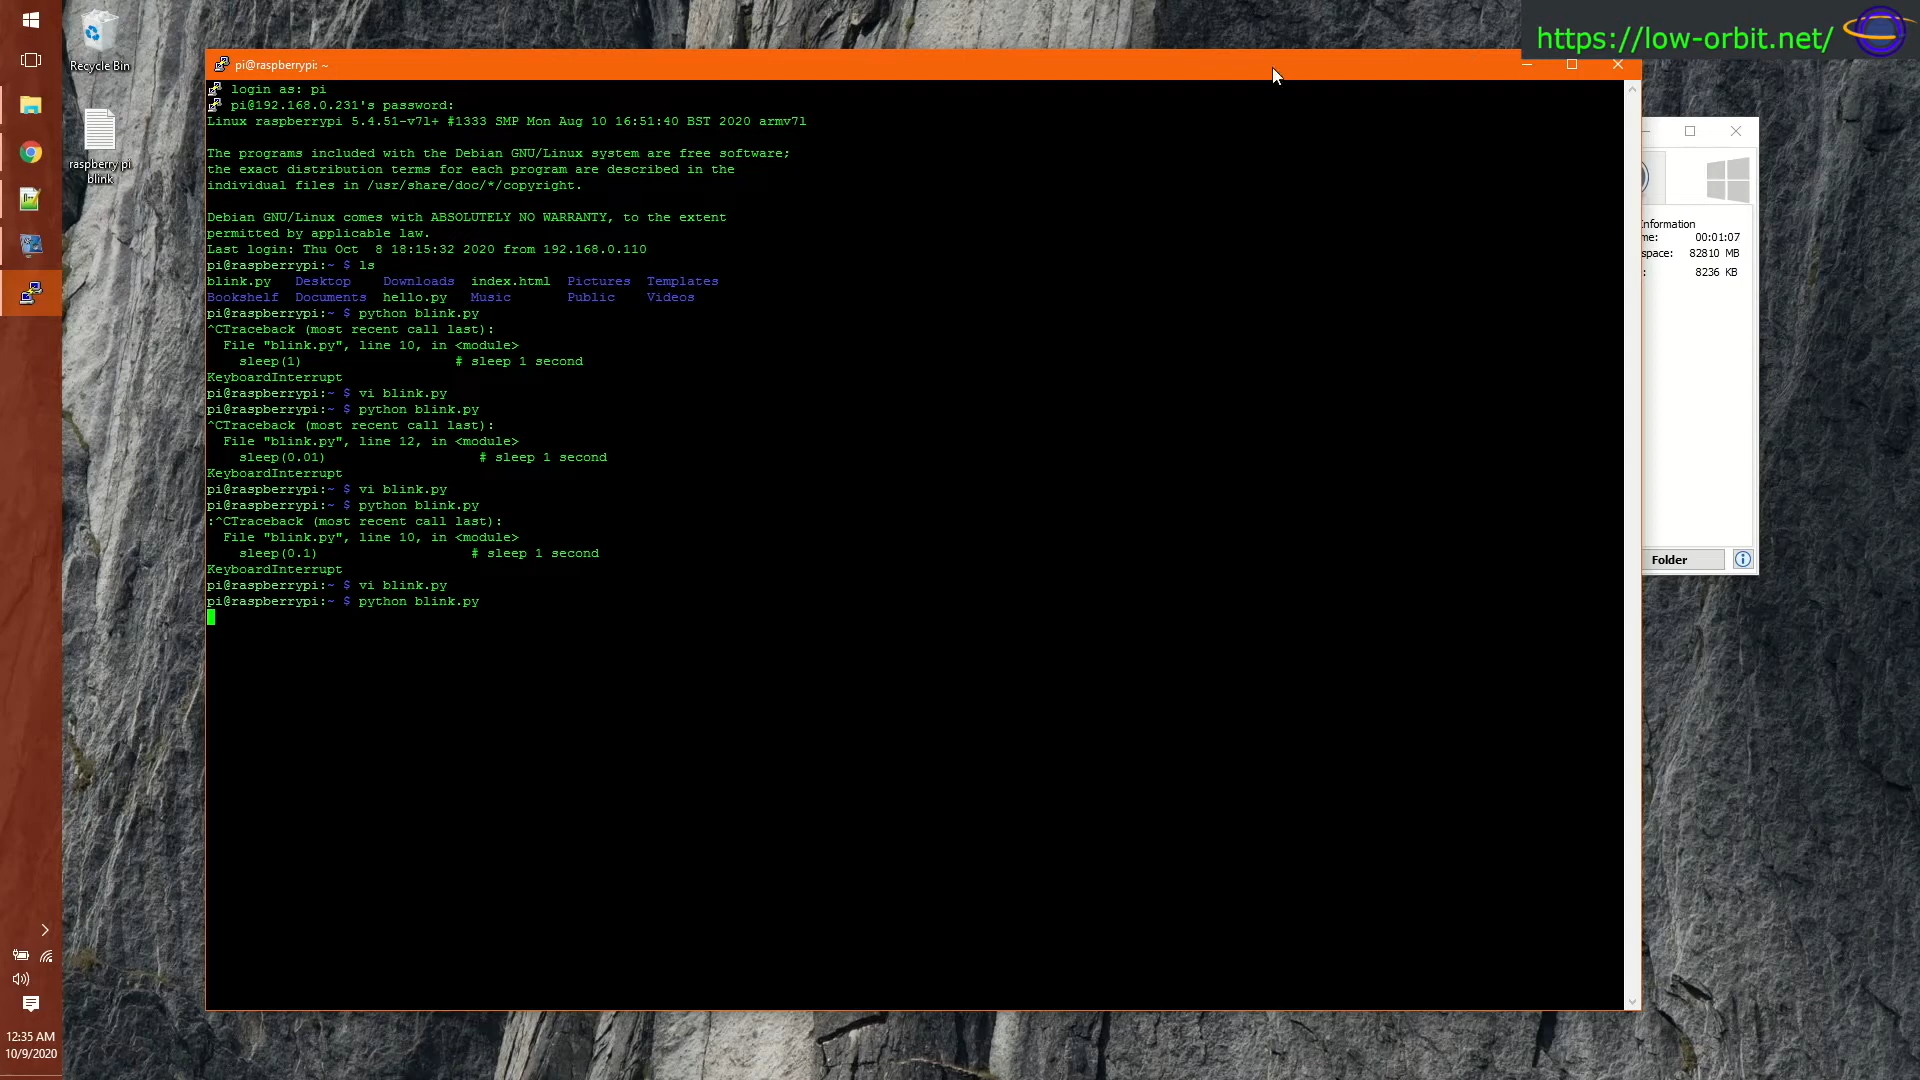 https://low-orbit.net/
Recycle Bin
raspberry pi
blink
pi@raspberrypi: ~
login as: pi
pi@192.168.0.231's password:
Linux raspberrypi 5.4.51-v7l+ #1333 SMP Mon Aug 10 16:51:40 BST 2020 armv7l
The programs included with the Debian GNU/Linux system are free software;
the exact distribution terms for each program are described in the
individual files in /usr/share/doc/*/copyright.
Debian GNU/Linux comes with ABSOLUTELY NO WARRANTY, to the extent
permitted by applicable law.
Last login: Thu Oct  8 18:15:32 2020 from 192.168.0.110
pi@raspberrypi:~ $ ls
blink.py   Desktop    Downloads  index.html  Pictures  Templates
Bookshelf  Documents  hello.py   Music       Public    Videos
pi@raspberrypi:~ $ python blink.py
^CTraceback (most recent call last):
  File "blink.py", line 10, in <module>
    sleep(1)                   # sleep 1 second
KeyboardInterrupt
pi@raspberrypi:~ $ vi blink.py
pi@raspberrypi:~ $ python blink.py
^CTraceback (most recent call last):
  File "blink.py", line 12, in <module>
    sleep(0.01)                   # sleep 1 second
KeyboardInterrupt
pi@raspberrypi:~ $ vi blink.py
pi@raspberrypi:~ $ python blink.py
:^CTraceback (most recent call last):
  File "blink.py", line 10, in <module>
    sleep(0.1)                   # sleep 1 second
KeyboardInterrupt
pi@raspberrypi:~ $ vi blink.py
pi@raspberrypi:~ $ python blink.py
Information
me: 00:01:07
space: 82810 MB
: 8236 KB
Folder
12:35 AM
10/9/2020